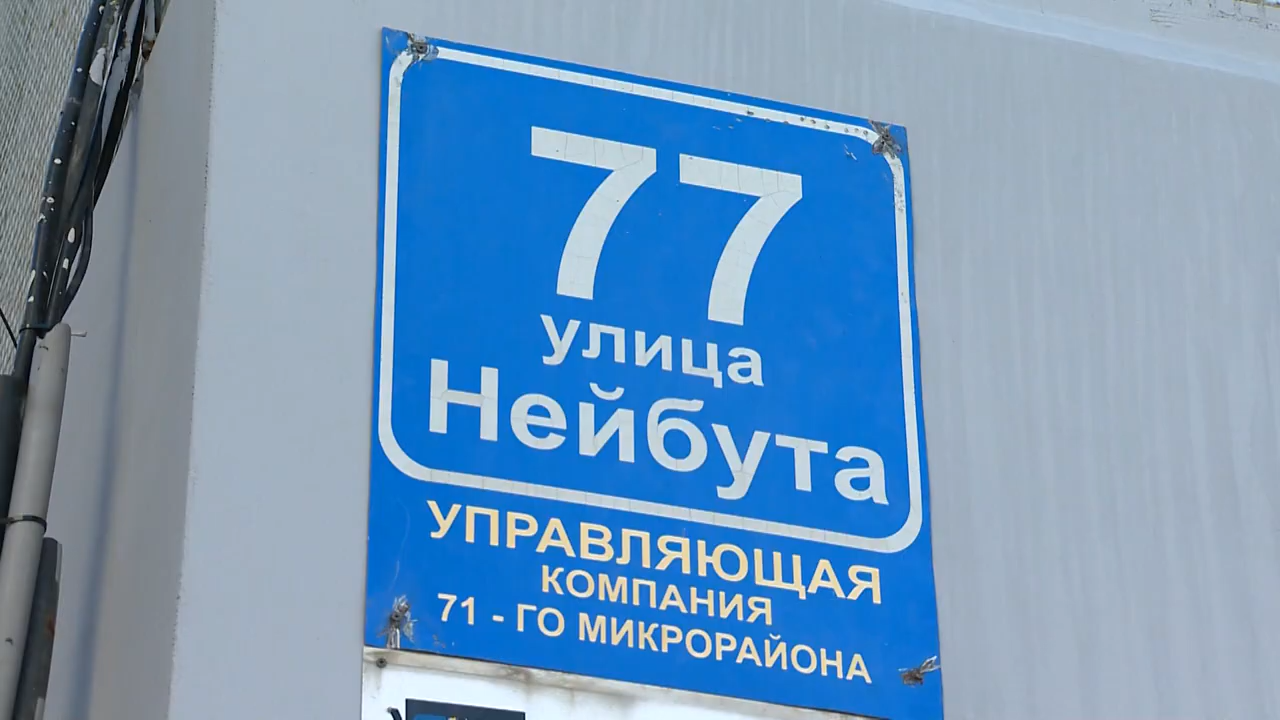 77
улица
Нейбута
УПРАВЛЯЮЩАЯ
КОМПАНИЯ
71 - ГО МИКРОРАЙОНА